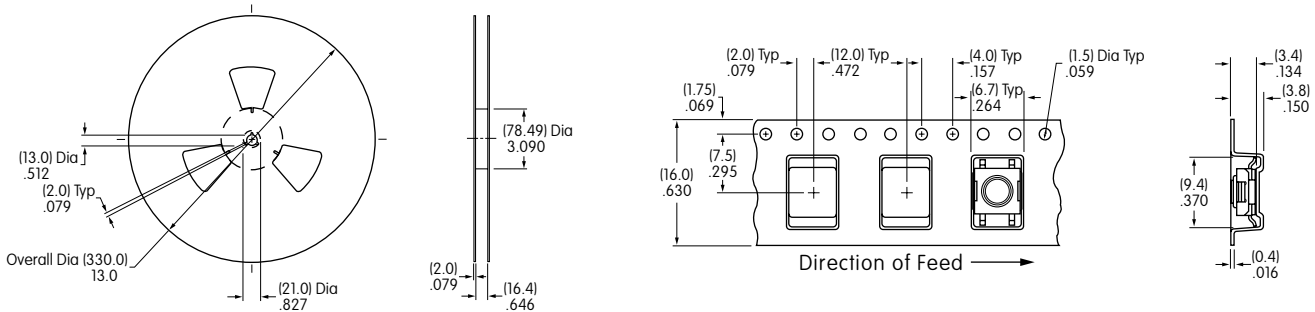 (13.0) Dia
.512
(2.0) Typ
.079
Overall Dia (330.0)
13.0
(21.0) Dia
.827
(78.49) Dia
3.090
(2.0)
.079
(16.4)
.646
(2.0) Typ
.079
(12.0) Typ
.472
(4.0) Typ
.157
(1.5) Dia Typ
.059
(1.75)
.069
(6.7) Typ
.264
(7.5)
.295
(16.0)
.630
Direction of Feed
(3.4)
.134
(3.8)
.150
(9.4)
.370
(0.4)
.016